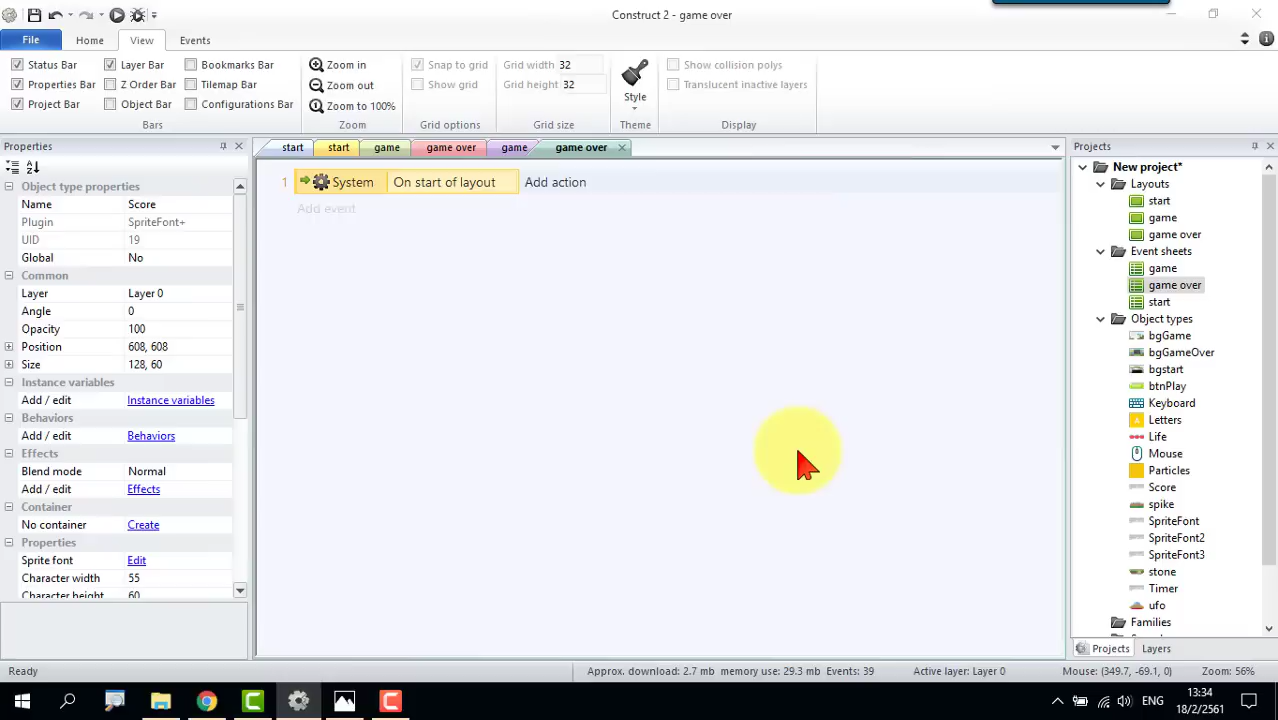 Construct 2 - game over
File
Home
View
Events
Status Bar
Layer Bar
Bookmarks Bar
Properties Bar
Z Order Bar
Tilemap Bar
Project Bar
Object Bar
Configurations Bar
Bars
Zoom in
Zoom out
Zoom to 100%
Zoom
Snap to grid
Show grid
Grid options
Grid width 32
Grid height 32
Grid size
Style
Theme
Show collision polys
Translucent inactive layers
Display
Properties
Object type properties
Name Score
Plugin SpriteFont+
UID 19
Global No
Common
Layer Layer 0
Angle 0
Opacity 100
Position 608, 608
Size 128, 60
Instance variables
Add / edit Instance variables
Behaviors
Add / edit Behaviors
Effects
Blend mode Normal
Add / edit Effects
Container
No container Create
Properties
Sprite font Edit
Character width 55
Character height 60
start start game game over game game over
1 System On start of layout Add action
Add event
Projects
New project*
Layouts
start
game
game over
Event sheets
game
game over
start
Object types
bgGame
bgGameOver
bgstart
btnPlay
Keyboard
Letters
Life
Mouse
Particles
Score
spike
SpriteFont
SpriteFont2
SpriteFont3
stone
Timer
ufo
Families
Projects Layers
Ready
Approx. download: 2.7 mb memory use: 29.3 mb Events: 39
Active layer: Layer 0
Mouse: (349.7, -69.1, 0)
Zoom: 56%
ENG
13:34
18/2/2561